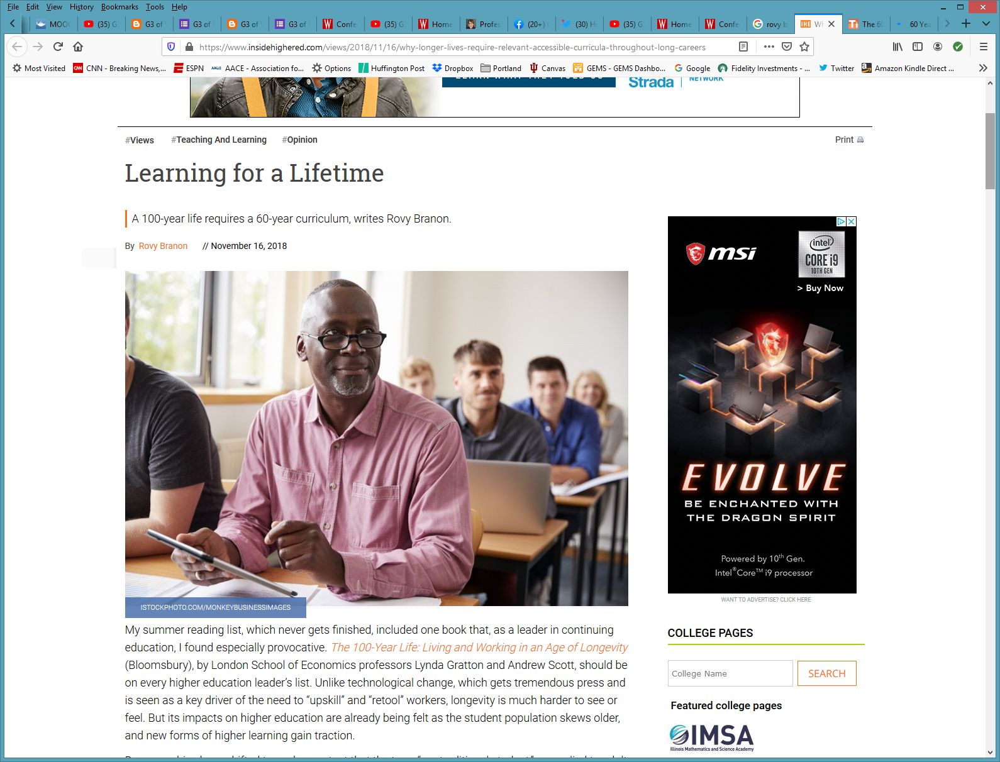 File Edit View History Bookmarks Tools Help
MOO (35) G G3 of G3 of G3 of G3 of Confe (35) G Home Profes (20+) (30) H (35) G Home Confe rovy b Wh The 60 60 Yea
https://www.insidehighered.com/views/2018/11/16/why-longer-lives-require-relevant-accessible-curricula-throughout-long-careers
Most Visited CNN - Breaking News,... ESPN AACE - Association fo... Options Huffington Post Dropbox Portland Canvas GEMS - GEMS Dashbo... Google Fidelity Investments - ... Twitter Amazon Kindle Direct ...
LEARN WHAT THEY TOLD US
Strada NETWORK
#Views #Teaching And Learning #Opinion Print
Learning for a Lifetime
A 100-year life requires a 60-year curriculum, writes Rovy Branon.
By Rovy Branon // November 16, 2018
ISTOCKPHOTO.COM/MONKEYBUSINESSIMAGES
My summer reading list, which never gets finished, included one book that, as a leader in continuing
education, I found especially provocative. The 100-Year Life: Living and Working in an Age of Longevity
(Bloomsbury), by London School of Economics professors Lynda Gratton and Andrew Scott, should be
on every higher education leader’s list. Unlike technological change, which gets tremendous press and
is seen as a key driver of the need to “upskill” and “retool” workers, longevity is much harder to see or
feel. But its impacts on higher education are already being felt as the student population skews older,
and new forms of higher learning gain traction.
msi
intel
CORE i9
10TH GEN
> Buy Now
EVOLVE
BE ENCHANTED WITH
THE DRAGON SPIRIT
Powered by 10th Gen.
Intel® Core™ i9 processor
WANT TO ADVERTISE? CLICK HERE
COLLEGE PAGES
College Name SEARCH
Featured college pages
IMSA
Illinois Mathematics and Science Academy